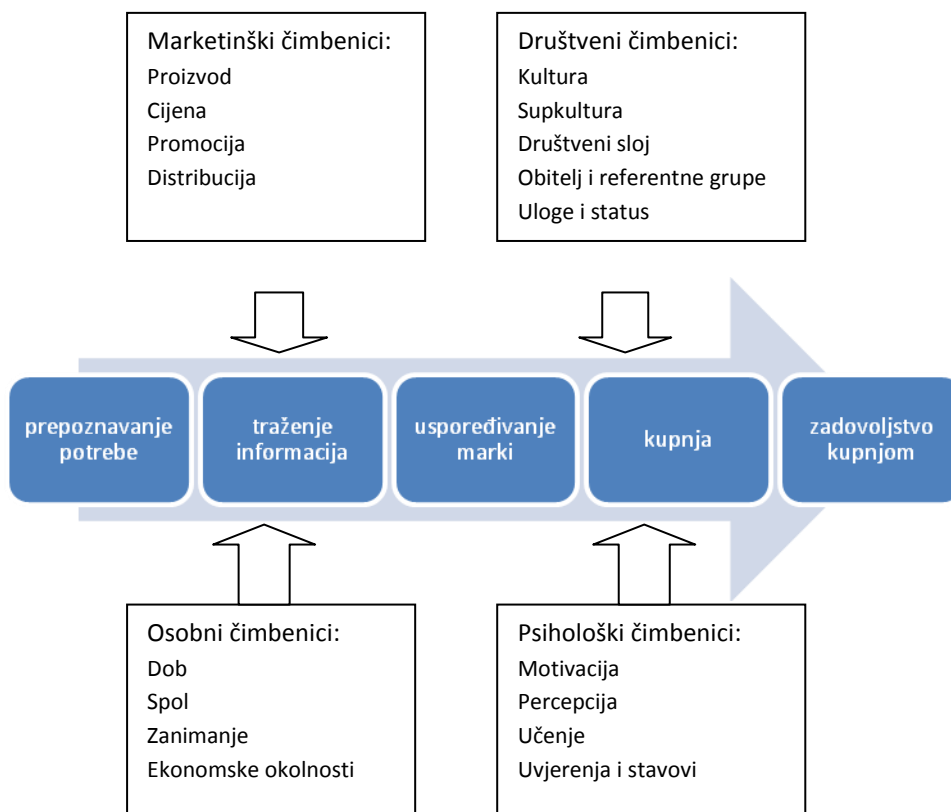 Marketinški čimbenici:
Proizvod
Cijena
Promocija
Distribucija
Društveni čimbenici:
Kultura
Supkultura
Društveni sloj
Obitelj i referentne grupe
Uloge i status
prepoznavanje
potrebe
traženje
informacija
uspoređivanje
marki
kupnja
zadovoljstvo
kupnjom
Osobni čimbenici:
Dob
Spol
Zanimanje
Ekonomske okolnosti
Psihološki čimbenici:
Motivacija
Percepcija
Učenje
Uvjerenja i stavovi